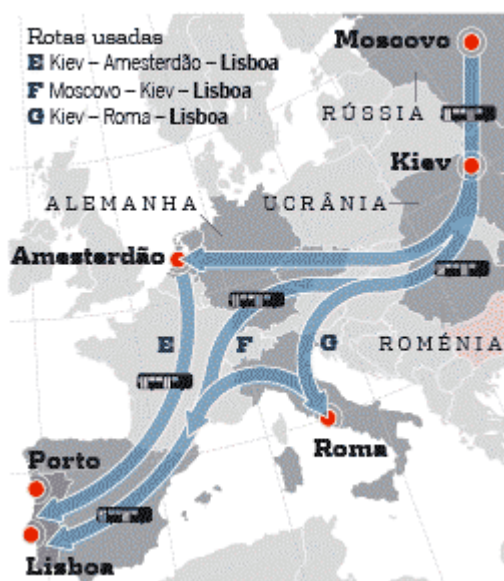 Rotas usadas
E Kiev – Amesterdão – Lisboa
F Moscovo – Kiev – Lisboa
G Kiev – Roma – Lisboa
Moscovo
RÚSSIA
Kiev
ALEMANHA
UCRÂNIA
Amesterdão
E
F
G
ROMÉNIA
Roma
Porto
Lisboa